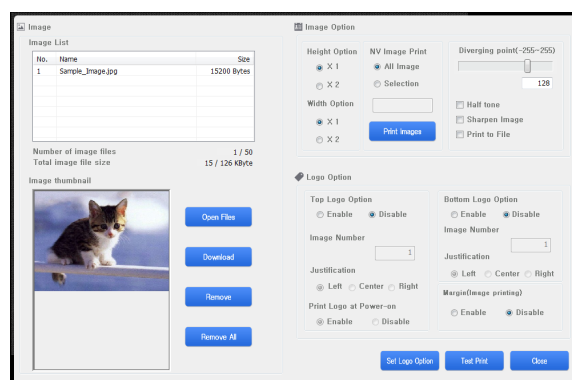 Image
Image List
No. Name Size
1 Sample_Image.jpg 15200 Bytes
Number of image files 1 / 50
Total image file size 15 / 126 KByte
Image thumbnail
Open Files
Download
Remove
Remove All
Image Option
Height Option
X 1
X 2
Width Option
X 1
X 2
NV Image Print
All Image
Selection
Print Images
Diverging point(-255~255)
128
Half tone
Sharpen Image
Print to File
Logo Option
Top Logo Option
Enable Disable
Image Number
1
Justification
Left Center Right
Print Logo at Power-on
Enable Disable
Bottom Logo Option
Enable Disable
Image Number
1
Justification
Left Center Right
Margin(Image printing)
Enable Disable
Set Logo Option Test Print Close